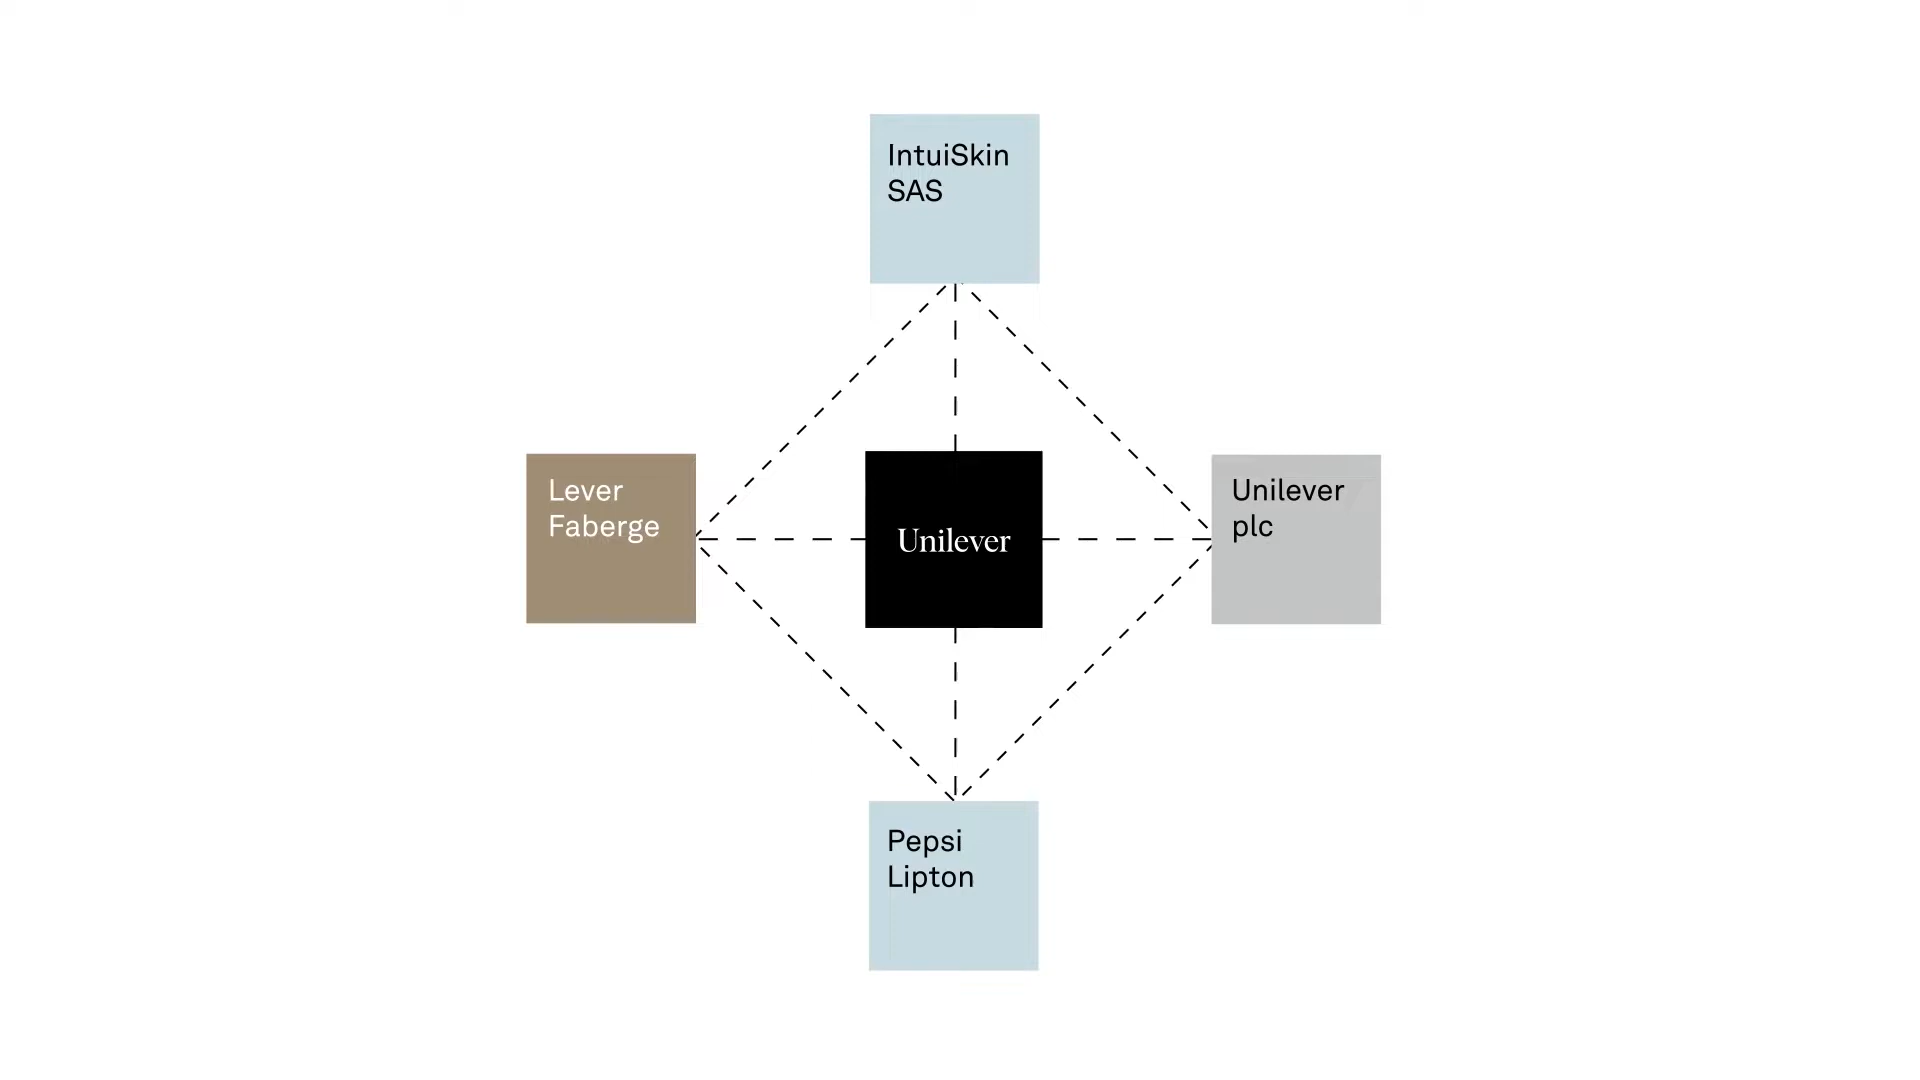 IntuiSkin
SAS
Lever
Faberge
Unilever
Unilever
plc
Pepsi
Lipton